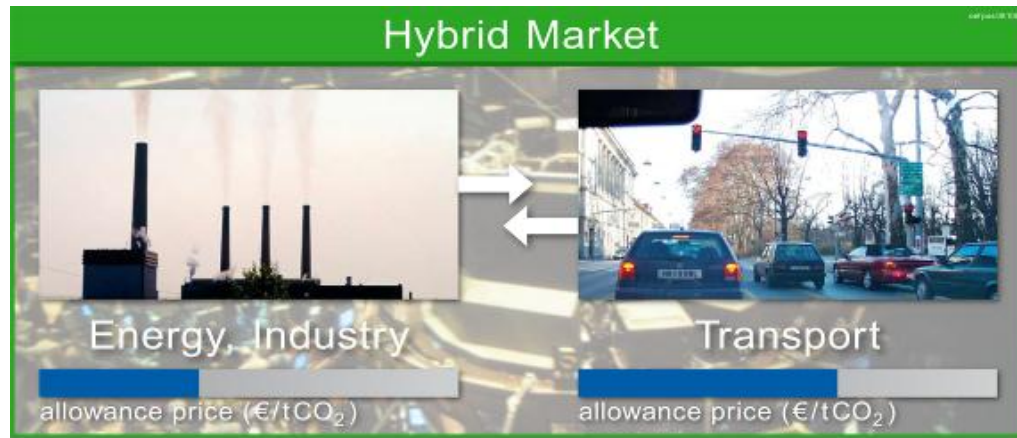 Hybrid Market
Energy, Industry
Transport
allowance price (€/tCO₂)
allowance price (€/tCO₂)